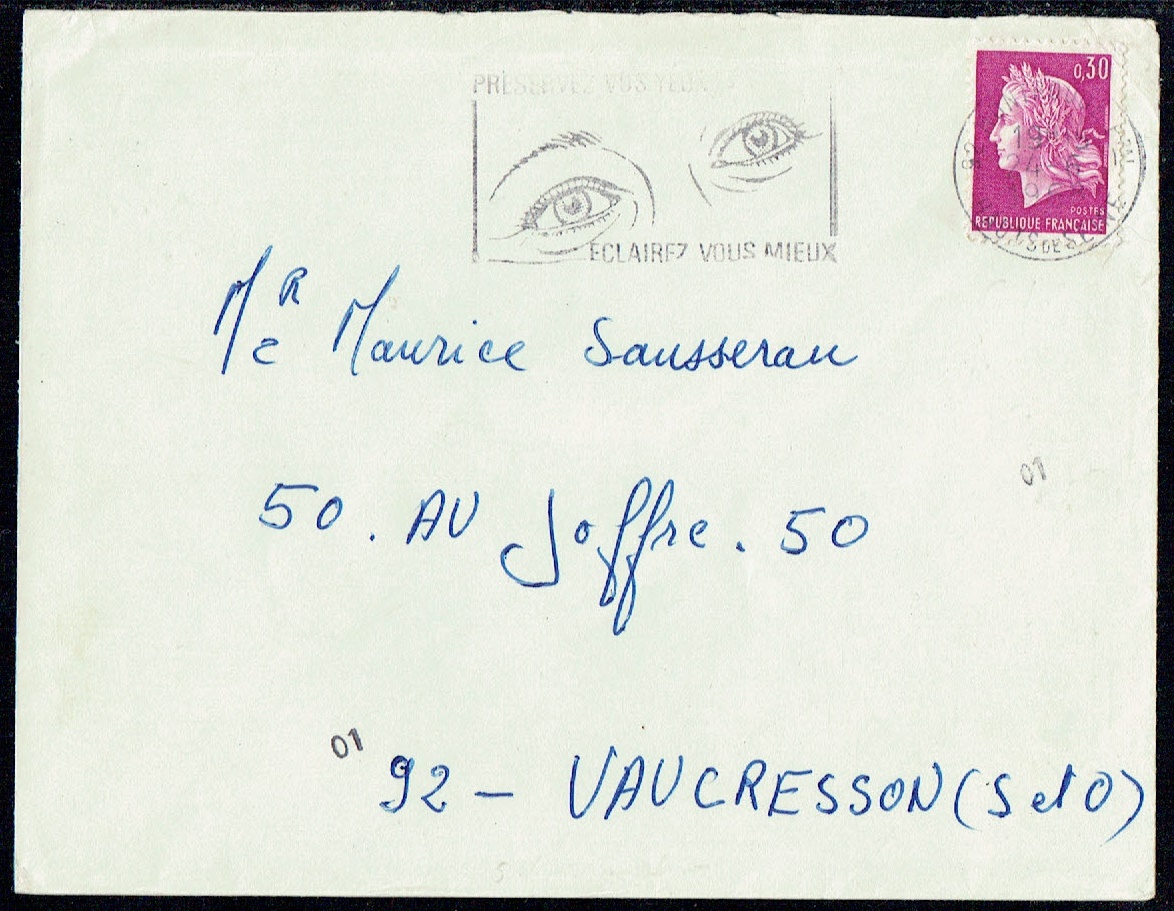 PRESERVEZ VOS YEUX
ECLAIREZ VOUS MIEUX
0,30
POSTES
REPUBLIQUE FRANÇAISE
Mr Maurice Sausserau
50. AV Joffre. 50
01
01
92 - VAUCRESSON (S et O)